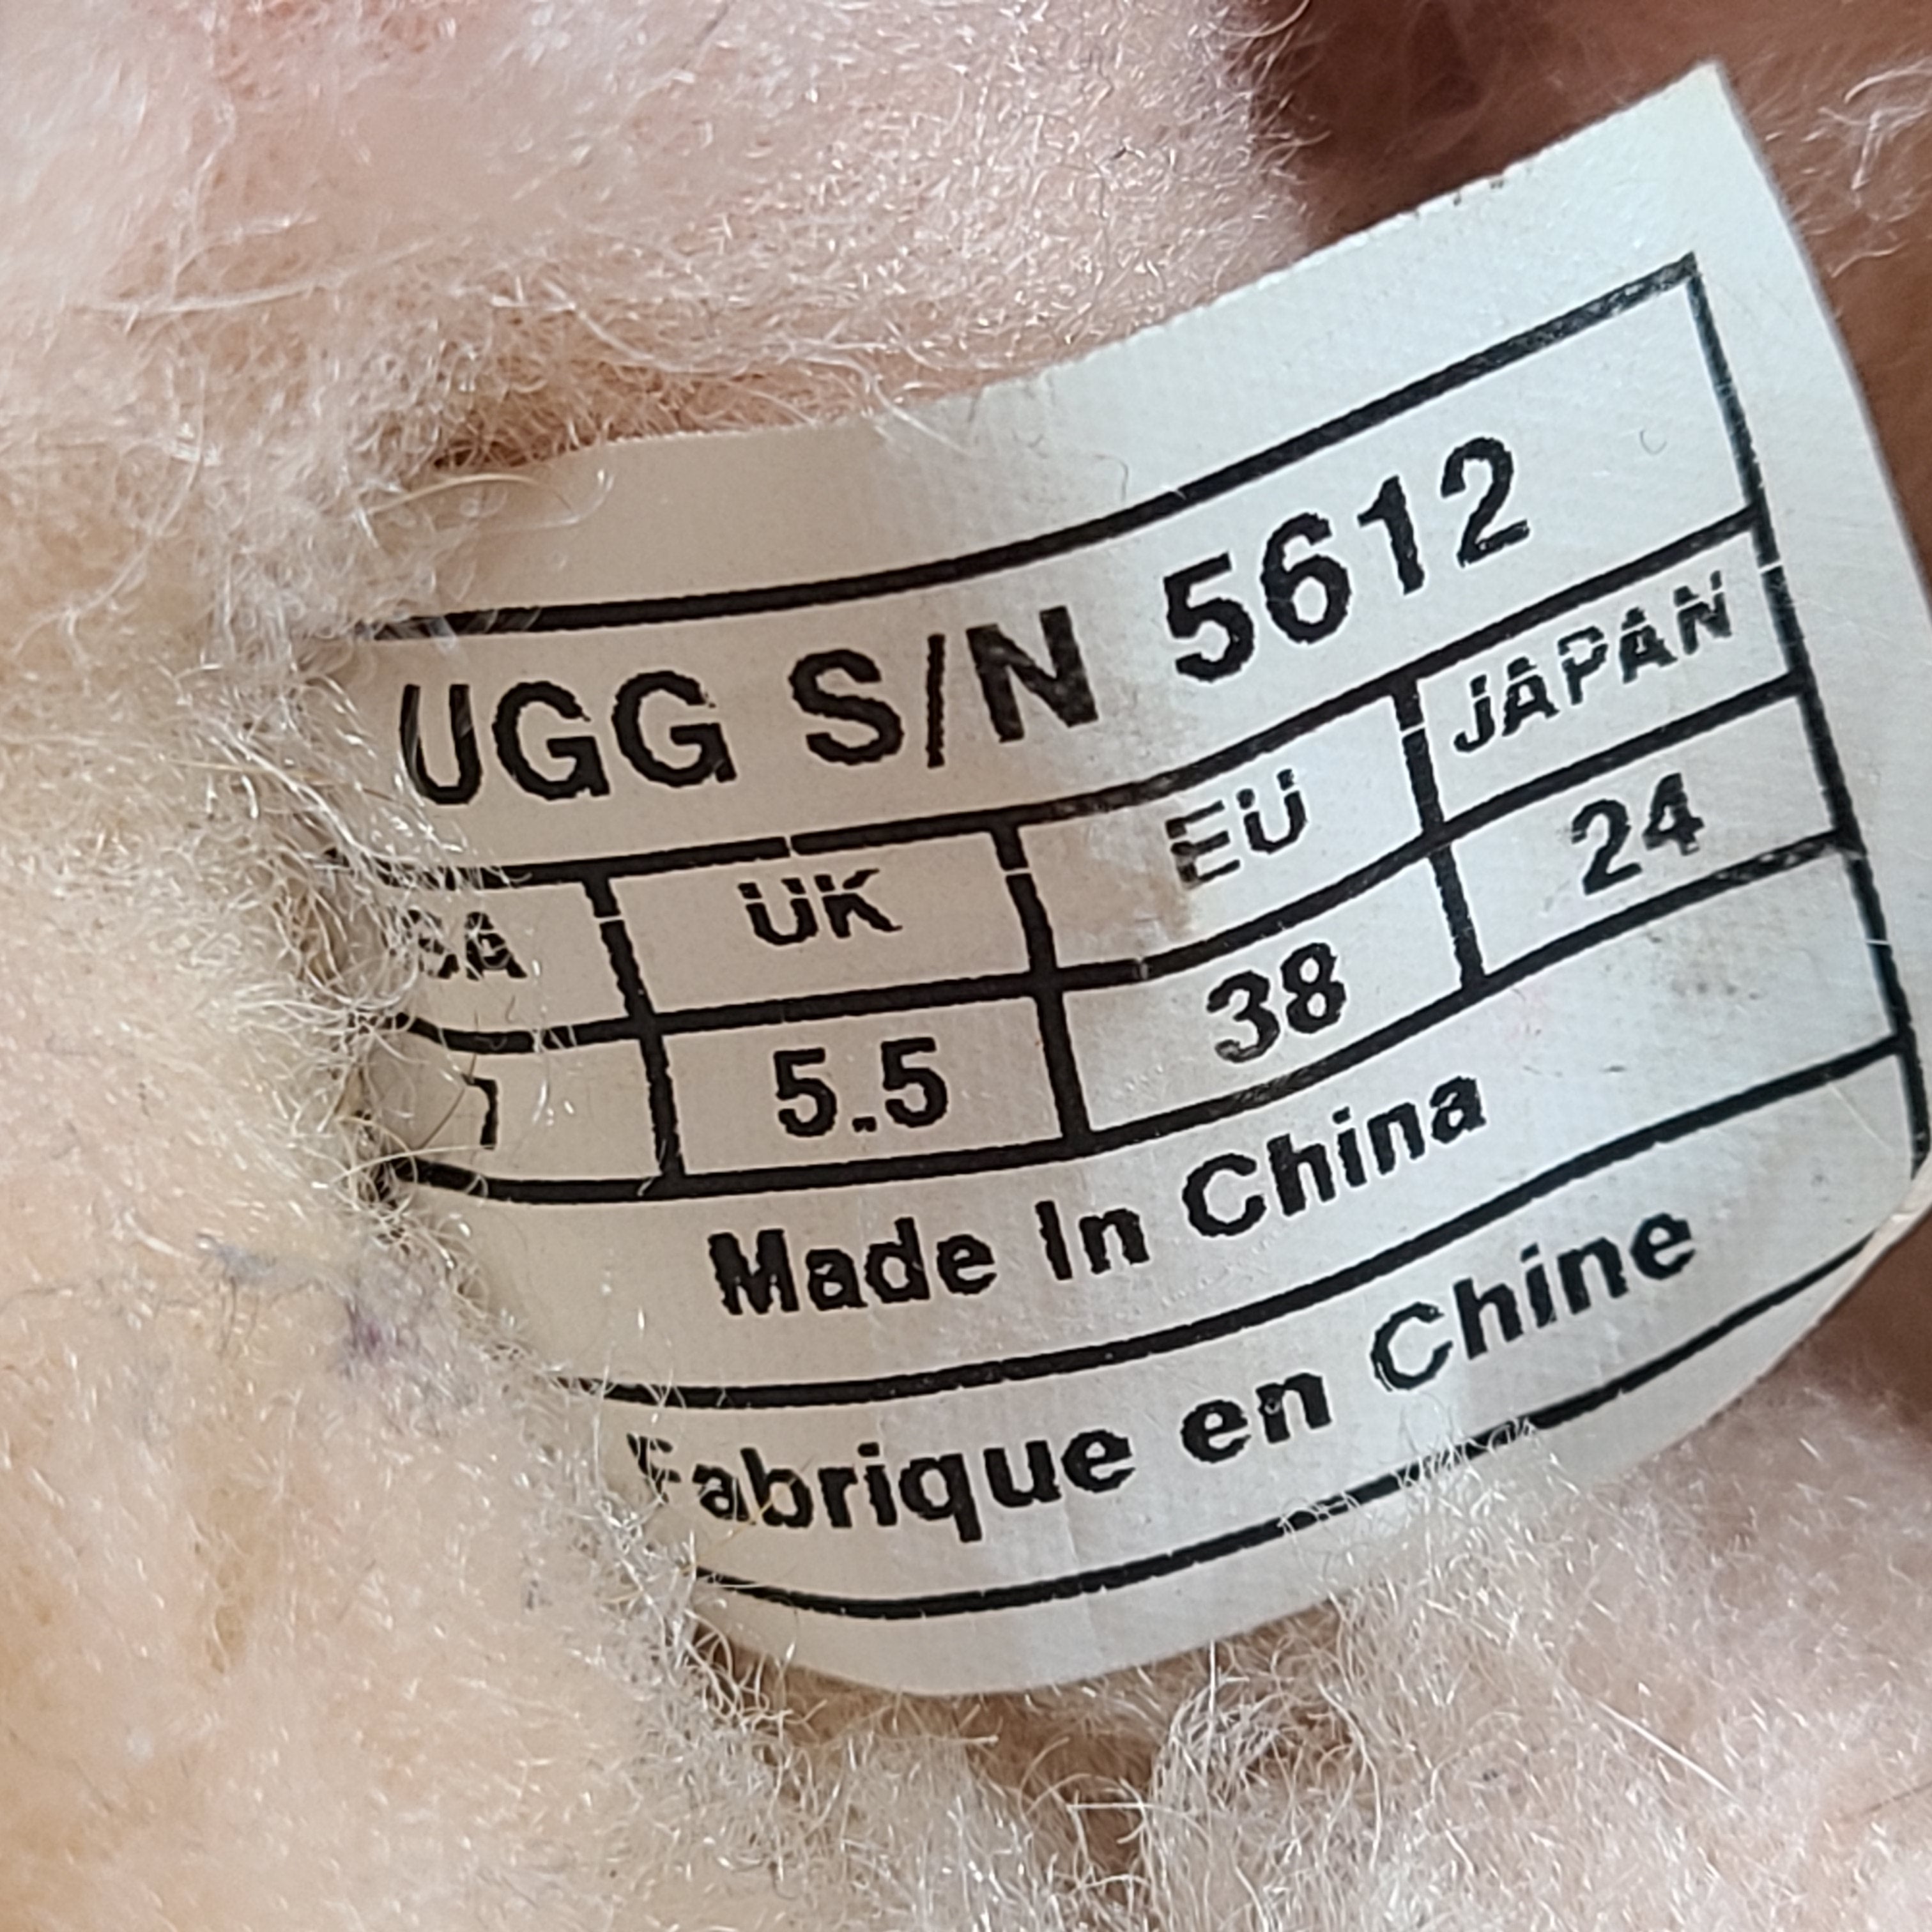 UGG S/N 5612
UK EU JAPAN
5.5 38 24
Made In China
Fabrique en Chine